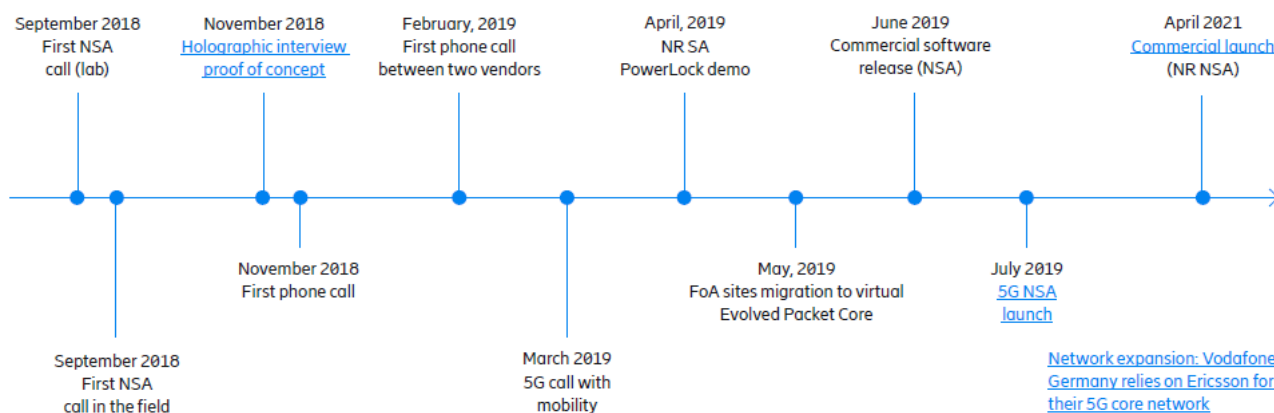 September 2018
First NSA
call (lab)
November 2018
Holographic interview
proof of concept
February, 2019
First phone call
between two vendors
April, 2019
NR SA
PowerLock demo
June 2019
Commercial software
release (NSA)
April 2021
Commercial launch
(NR NSA)
November 2018
First phone call
May, 2019
FoA sites migration to virtual
Evolved Packet Core
July 2019
5G NSA
launch
September 2018
First NSA
call in the field
March 2019
5G call with
mobility
Network expansion: Vodafone
Germany relies on Ericsson for
their 5G core network